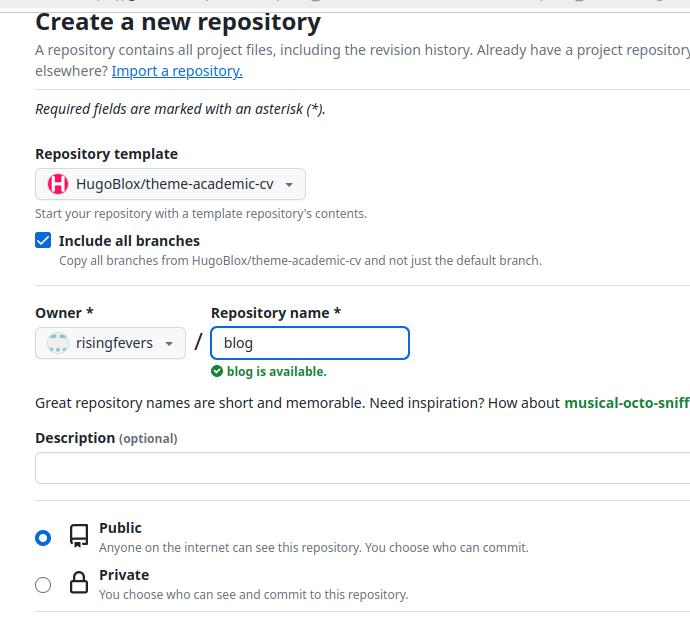 Create a new repository
A repository contains all project files, including the revision history. Already have a project repository
elsewhere? Import a repository.
Required fields are marked with an asterisk (*).
Repository template
HugoBlox/theme-academic-cv
Start your repository with a template repository's contents.
Include all branches
Copy all branches from HugoBlox/theme-academic-cv and not just the default branch.
Owner * Repository name *
risingfevers / blog
blog is available.
Great repository names are short and memorable. Need inspiration? How about musical-octo-sniff
Description (optional)
Public
Anyone on the internet can see this repository. You choose who can commit.
Private
You choose who can see and commit to this repository.